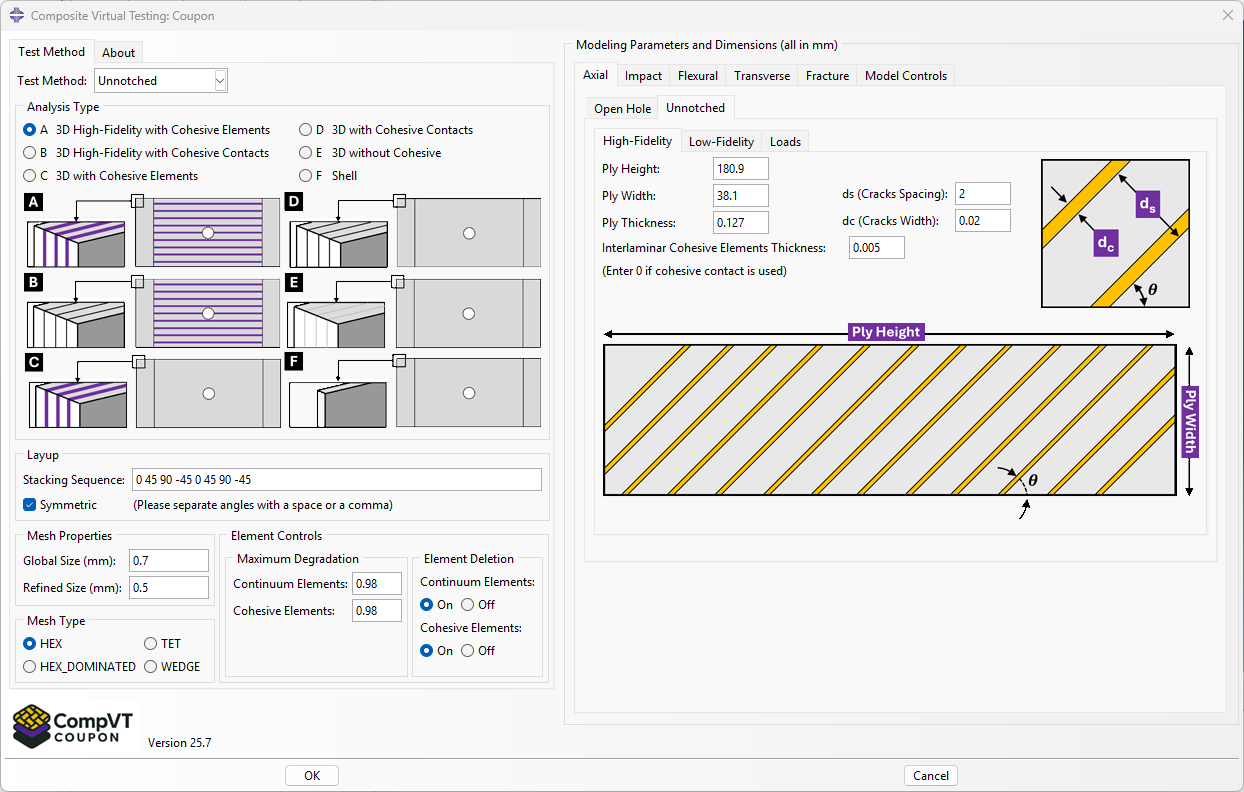 Composite Virtual Testing: Coupon
Test Method About
Test Method: Unnotched
Analysis Type
A 3D High-Fidelity with Cohesive Elements
B 3D High-Fidelity with Cohesive Contacts
C 3D with Cohesive Elements
D 3D with Cohesive Contacts
E 3D without Cohesive
F Shell
A
D
B
E
C
F
Layup
Stacking Sequence: 0 45 90 -45 0 45 90 -45
Symmetric (Please separate angles with a space or a comma)
Mesh Properties
Global Size (mm): 0.7
Refined Size (mm): 0.5
Mesh Type
HEX TET
HEX_DOMINATED WEDGE
Element Controls
Maximum Degradation
Continuum Elements: 0.98
Cohesive Elements: 0.98
Element Deletion
Continuum Elements:
On Off
Cohesive Elements:
On Off
CompVT
COUPON
Version 25.7
Modeling Parameters and Dimensions (all in mm)
Axial Impact Flexural Transverse Fracture Model Controls
Open Hole Unnotched
High-Fidelity Low-Fidelity Loads
Ply Height: 180.9
Ply Width: 38.1
Ply Thickness: 0.127
ds (Cracks Spacing): 2
dc (Cracks Width): 0.02
Interlaminar Cohesive Elements Thickness: 0.005
(Enter 0 if cohesive contact is used)
ds
dc
θ
Ply Height
Ply Width
θ
OK Cancel